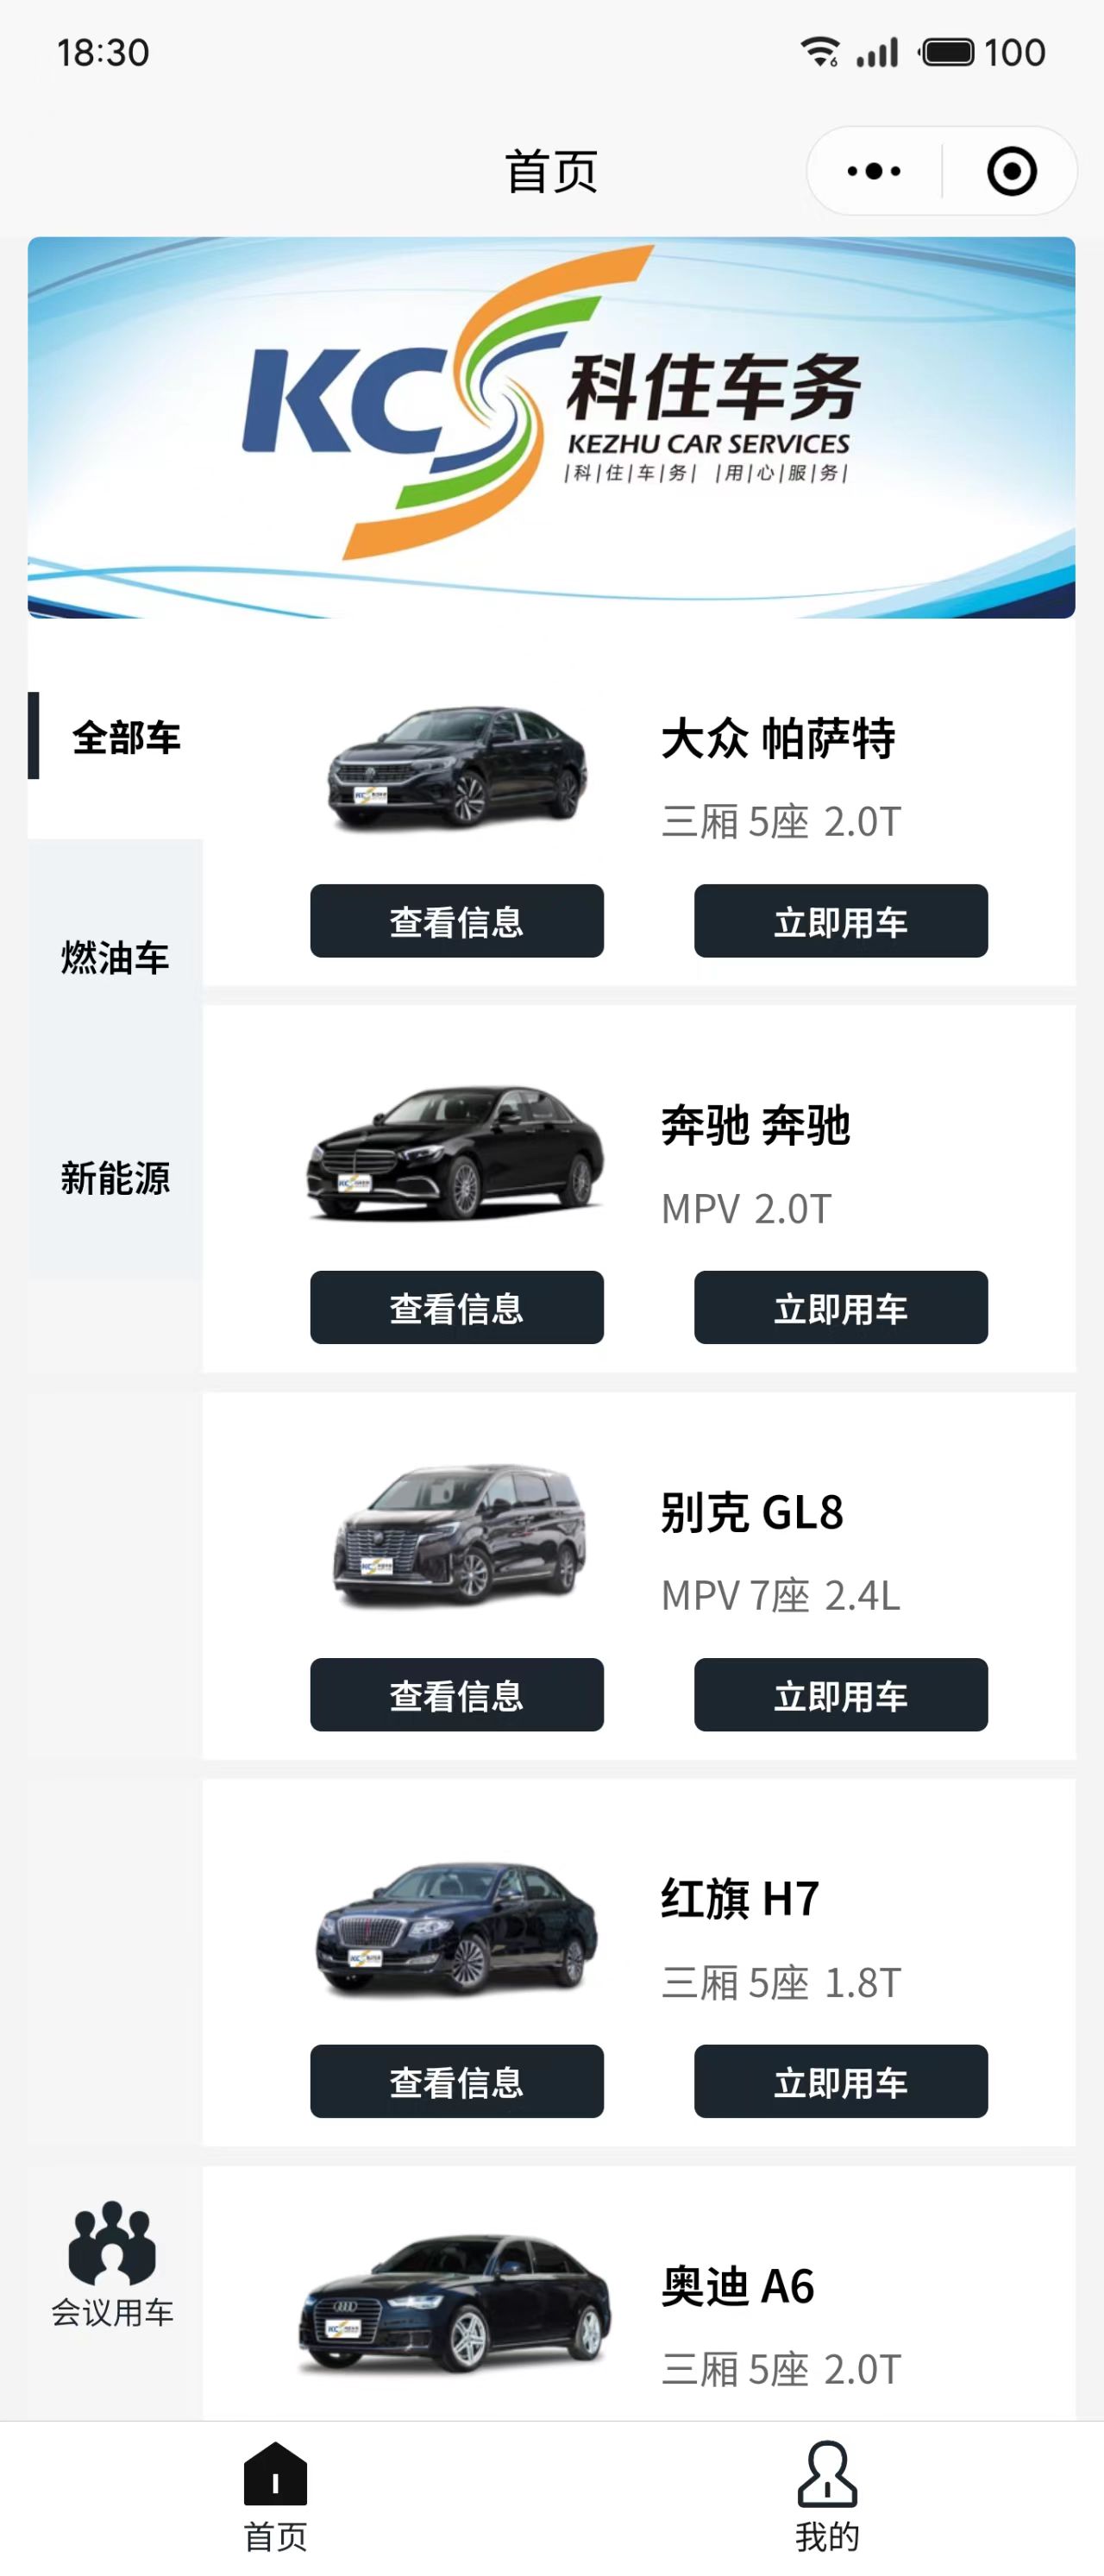 18:30
100
首页
KCS
科住车务
KEZHU CAR SERVICES
|科|住|车|务| |用|心|服|务|
全部车
燃油车
新能源
大众 帕萨特
三厢 5座 2.0T
查看信息
立即用车
奔驰 奔驰
MPV 2.0T
查看信息
立即用车
别克 GL8
MPV 7座 2.4L
查看信息
立即用车
红旗 H7
三厢 5座 1.8T
查看信息
立即用车
会议用车
奥迪 A6
三厢 5座 2.0T
首页
我的